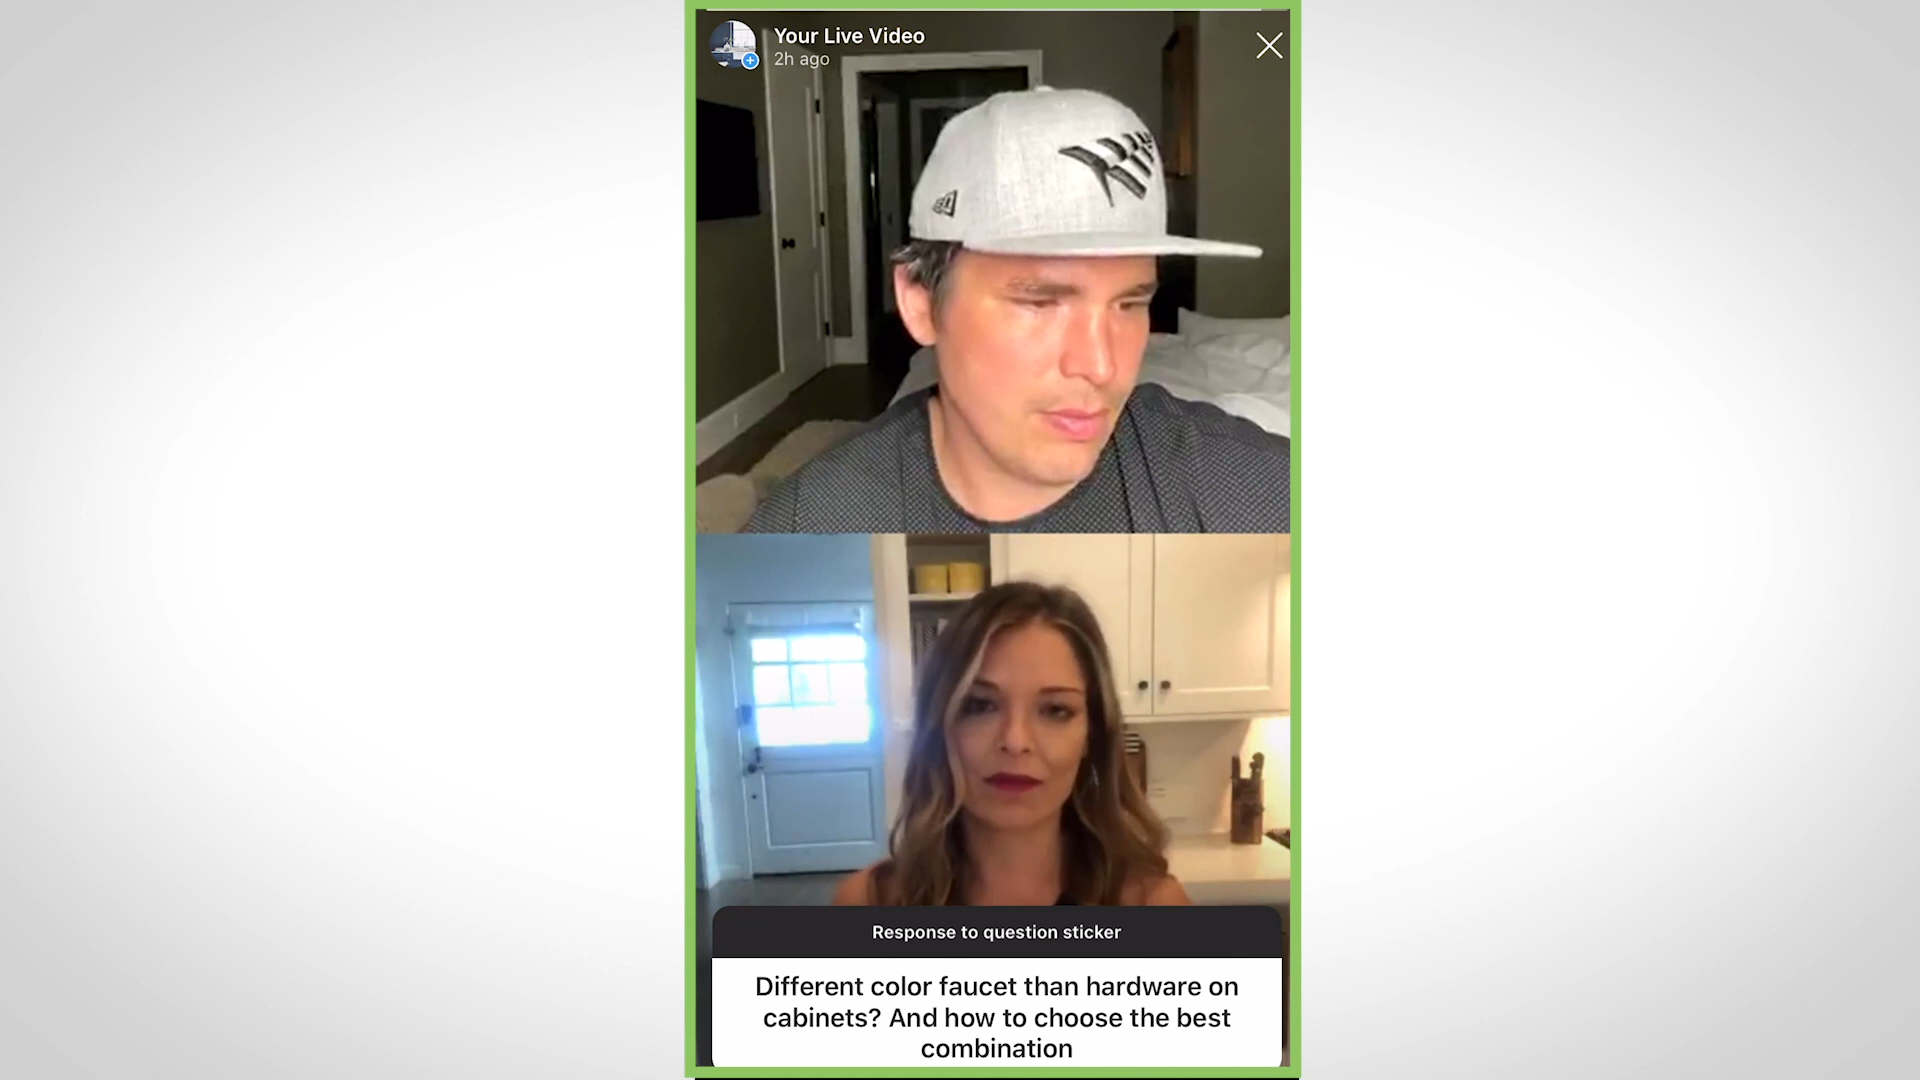 Your Live Video
2h ago
Response to question sticker
Different color faucet than hardware on
cabinets? And how to choose the best
combination